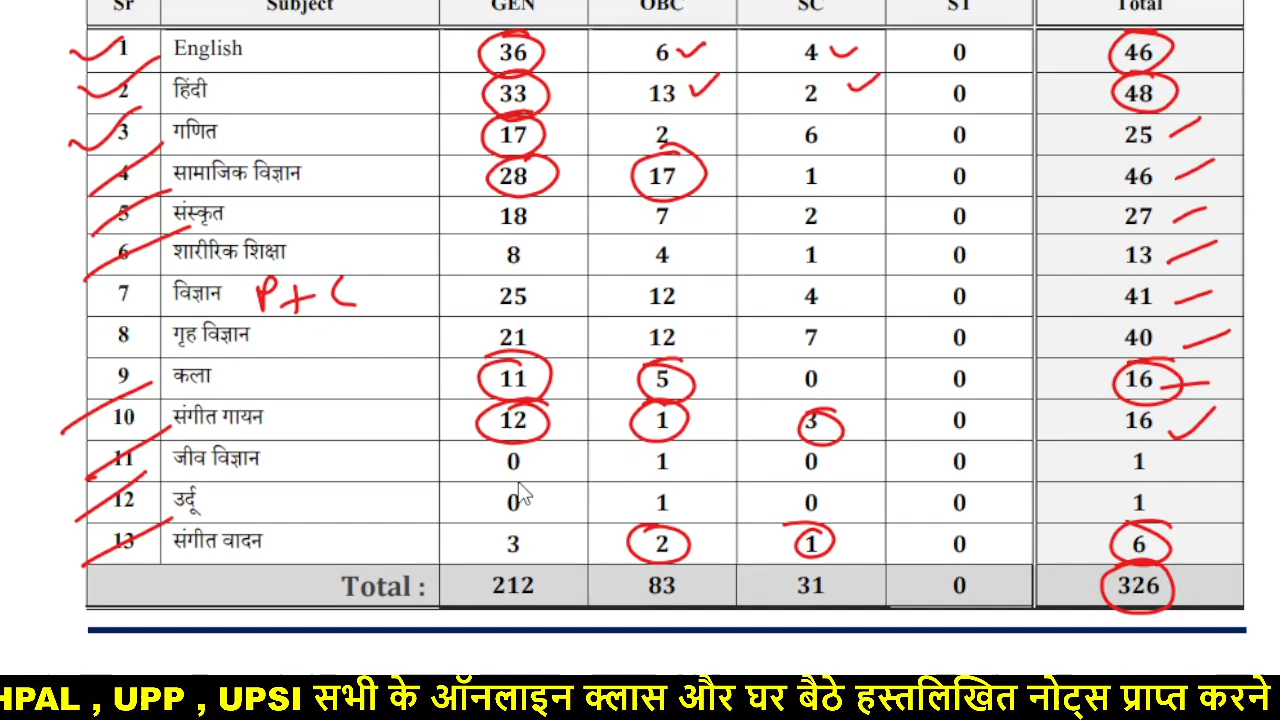 Sr Subject GEN OBC SC ST Total
1 English 36 6 4 0 46
2 हिंदी 33 13 2 0 48
3 गणित 17 2 6 0 25
4 सामाजिक विज्ञान 28 17 1 0 46
5 संस्कृत 18 7 2 0 27
6 शारीरिक शिक्षा 8 4 1 0 13
7 विज्ञान P+C 25 12 4 0 41
8 गृह विज्ञान 21 12 7 0 40
9 कला 11 5 0 0 16
10 संगीत गायन 12 1 3 0 16
11 जीव विज्ञान 0 1 0 0 1
12 उर्दू 0 1 0 0 1
13 संगीत वादन 3 2 1 0 6
Total : 212 83 31 0 326
HPAL , UPP , UPSI सभी के ऑनलाइन क्लास और घर बैठे हस्तलिखित नोट्स प्राप्त करने